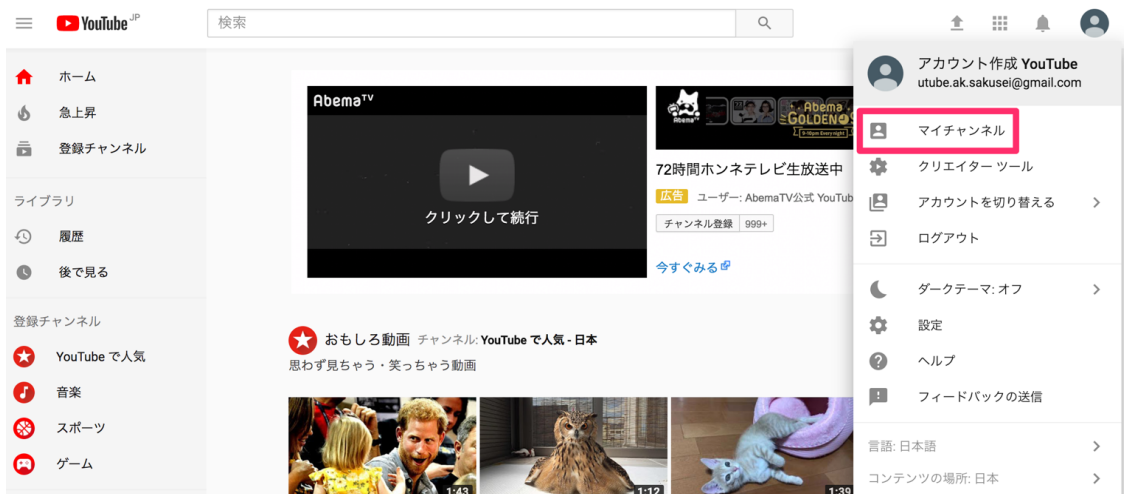 YouTube JP
検索
ホーム
急上昇
登録チャンネル
ライブラリ
履歴
後で見る
登録チャンネル
YouTube で人気
音楽
スポーツ
ゲーム
AbemaTV
クリックして続行
AbemaTV
Abema
GOLDEN9
9-10pm Every night
72時間ホンネテレビ生放送中
広告 ユーザー: AbemaTV公式 YouTub
チャンネル登録 999+
今すぐみる
おもしろ動画 チャンネル: YouTube で人気 - 日本
思わず見ちゃう・笑っちゃう動画
1:43
1:12
1:39
アカウント作成 YouTube
utube.ak.sakusei@gmail.com
マイチャンネル
クリエイター ツール
アカウントを切り替える
ログアウト
ダークテーマ: オフ
設定
ヘルプ
フィードバックの送信
言語: 日本語
コンテンツの場所: 日本